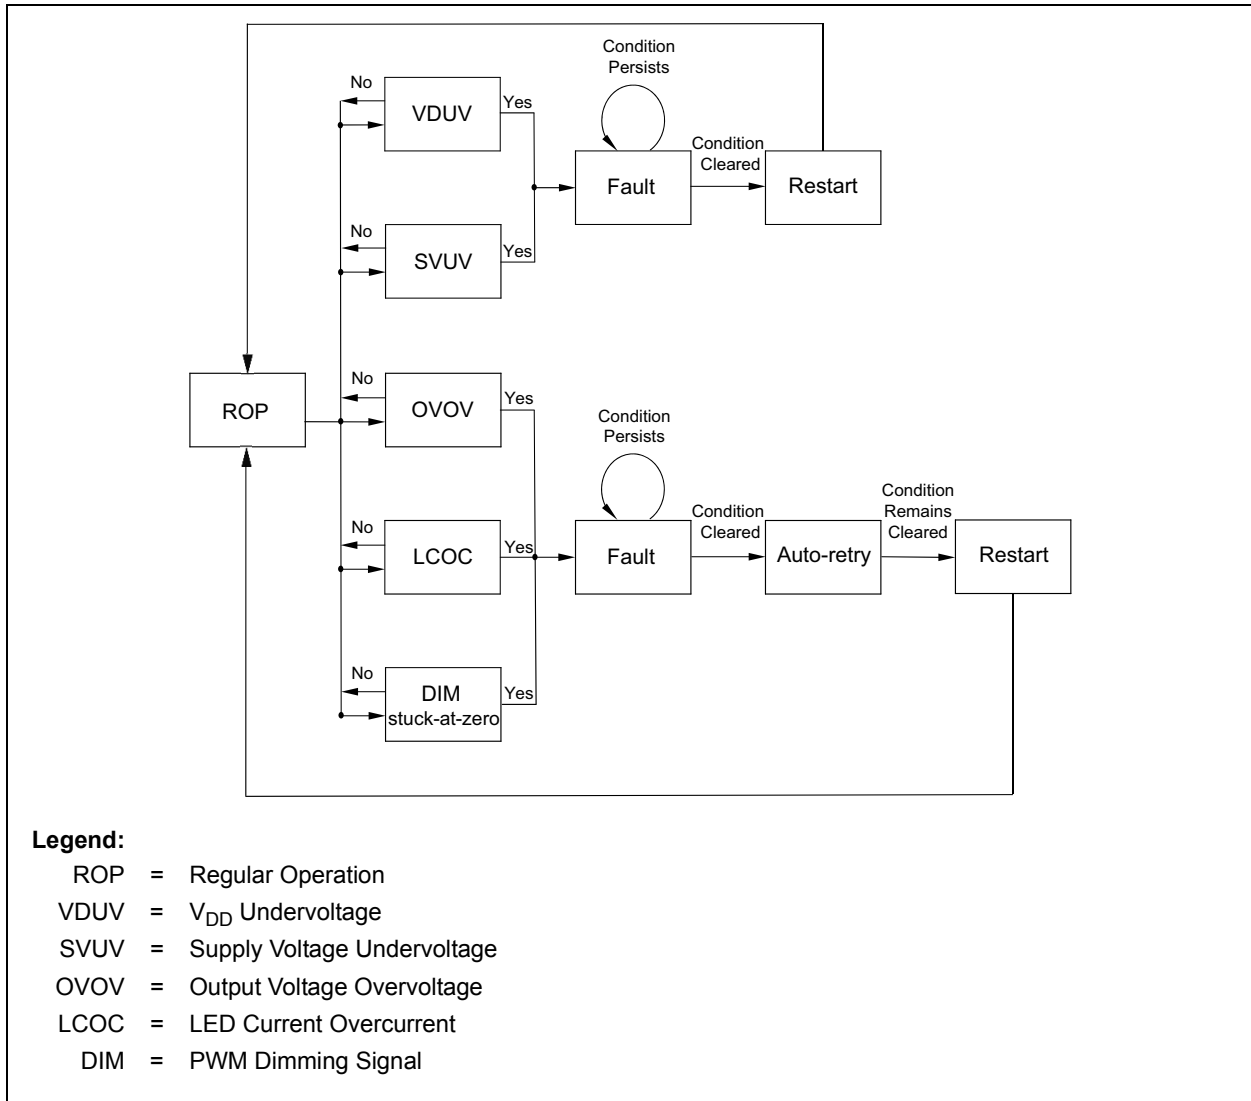 Condition
Persists
No
VDUV
Yes
Condition
Cleared
Fault
Restart
No
SVUV
Yes
No
OVOV
Yes
ROP
Condition
Persists
Condition
Remains
Cleared
Condition
Cleared
No
LCOC
Yes
Fault
Auto-retry
Restart
No
DIM
stuck-at-zero
Yes
Legend:
ROP = Regular Operation
VDUV = VDD Undervoltage
SVUV = Supply Voltage Undervoltage
OVOV = Output Voltage Overvoltage
LCOC = LED Current Overcurrent
DIM = PWM Dimming Signal